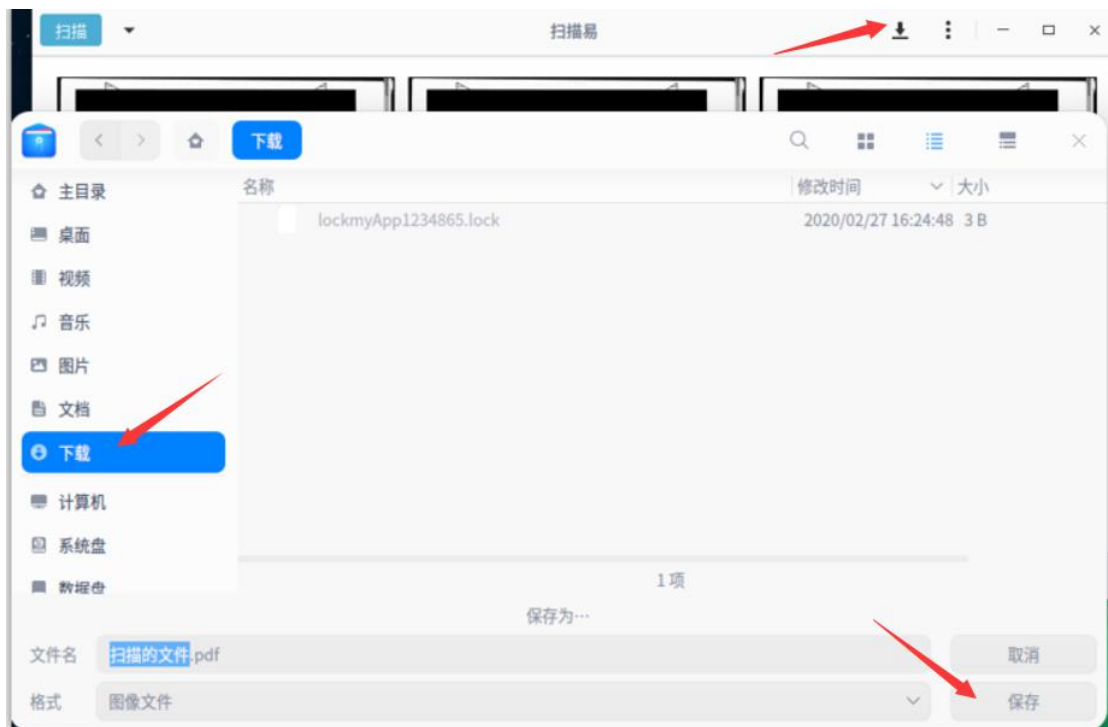 扫描
扫描易
下载
主目录
桌面
视频
音乐
图片
文档
下载
计算机
系统盘
数据盘
名称
修改时间
大小
lockmyApp1234865.lock
2020/02/27 16:24:48
3 B
1 项
保存为…
文件名
扫描的文件.pdf
取消
格式
图像文件
保存